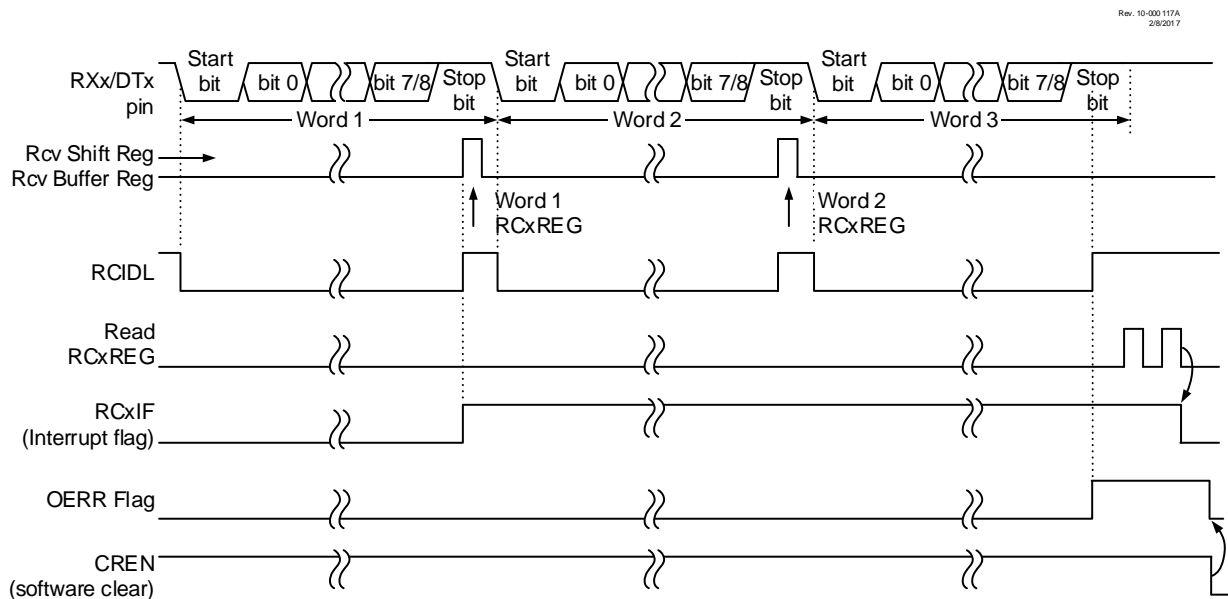 Rev. 10-000 117A
2/8/2017
RXx/DTx
pin
Start
bit
bit 0
bit 7/8
Stop
bit
Start
bit
bit 0
bit 7/8
Stop
bit
Start
bit
bit 0
bit 7/8
Stop
bit
Word 1
Word 2
Word 3
Rcv Shift Reg
Rcv Buffer Reg
Word 1
RCxREG
Word 2
RCxREG
RCIDL
Read
RCxREG
RCxIF
(Interrupt flag)
OERR Flag
CREN
(software clear)